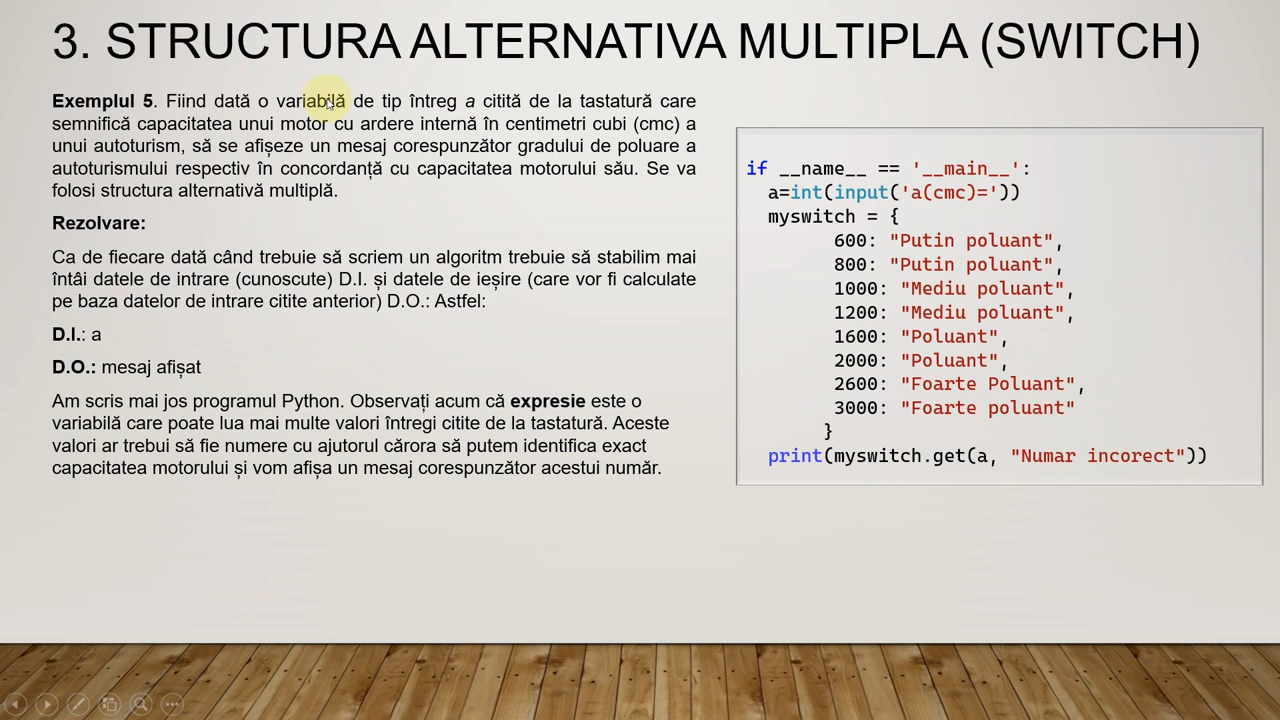 3. STRUCTURA ALTERNATIVA MULTIPLA (SWITCH)
Exemplul 5. Fiind dată o variabilă de tip întreg a citită de la tastatură care
semnifică capacitatea unui motor cu ardere internă în centimetri cubi (cmc) a
unui autoturism, să se afișeze un mesaj corespunzător gradului de poluare a
autoturismului respectiv în concordanță cu capacitatea motorului său. Se va
folosi structura alternativă multiplă.
Rezolvare:
Ca de fiecare dată când trebuie să scriem un algoritm trebuie să stabilim mai
întâi datele de intrare (cunoscute) D.I. și datele de ieșire (care vor fi calculate
pe baza datelor de intrare citite anterior) D.O.: Astfel:
D.I.: a
D.O.: mesaj afișat
Am scris mai jos programul Python. Observați acum că expresie este o
variabilă care poate lua mai multe valori întregi citite de la tastatură. Aceste
valori ar trebui să fie numere cu ajutorul cărora să putem identifica exact
capacitatea motorului și vom afișa un mesaj corespunzător acestui număr.
if __name__ == '__main__':
  a=int(input('a(cmc)='))
  myswitch = {
        600: "Putin poluant",
        800: "Putin poluant",
        1000: "Mediu poluant",
        1200: "Mediu poluant",
        1600: "Poluant",
        2000: "Poluant",
        2600: "Foarte Poluant",
        3000: "Foarte poluant"
       }
  print(myswitch.get(a, "Numar incorect"))